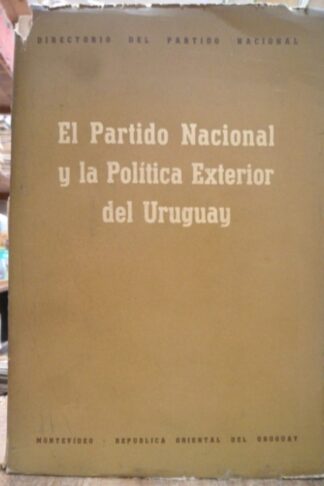 DIRECTORIO DEL PARTIDO NACIONAL
El Partido Nacional
y la Política Exterior
del Uruguay
MONTEVIDEO - REPUBLICA ORIENTAL DEL URUGUAY